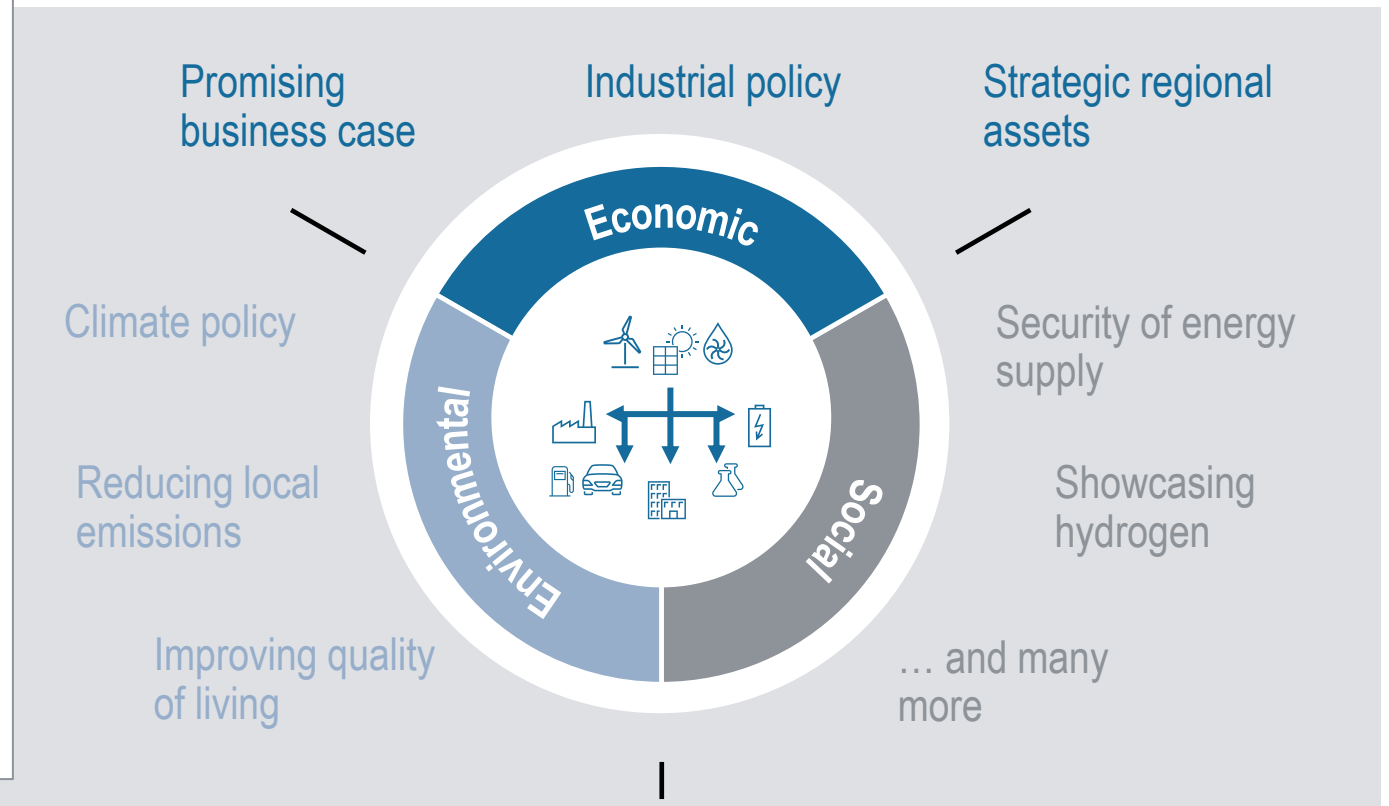 Promising
business case
Industrial policy
Strategic regional
assets
Economic
Climate policy
Security of energy
supply
Environmental
Social
Reducing local
emissions
Showcasing
hydrogen
Improving quality
of living
… and many
more